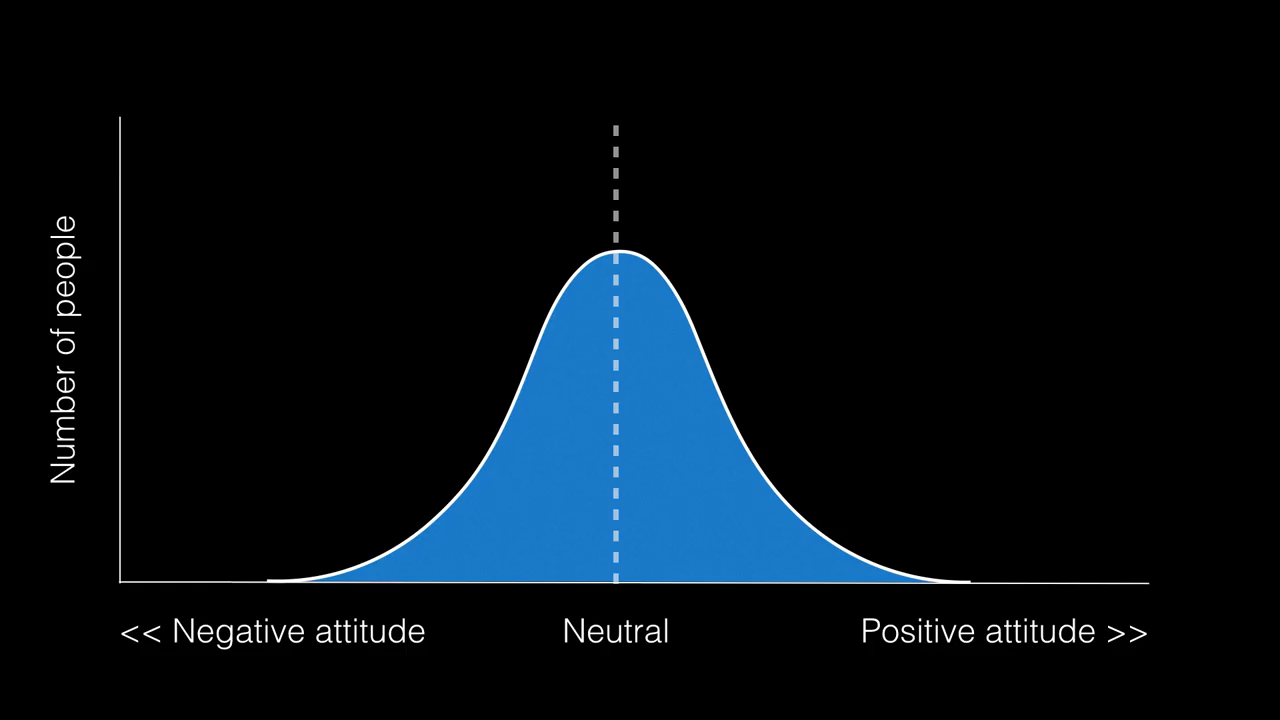 Number of people
<< Negative attitude
Neutral
Positive attitude >>